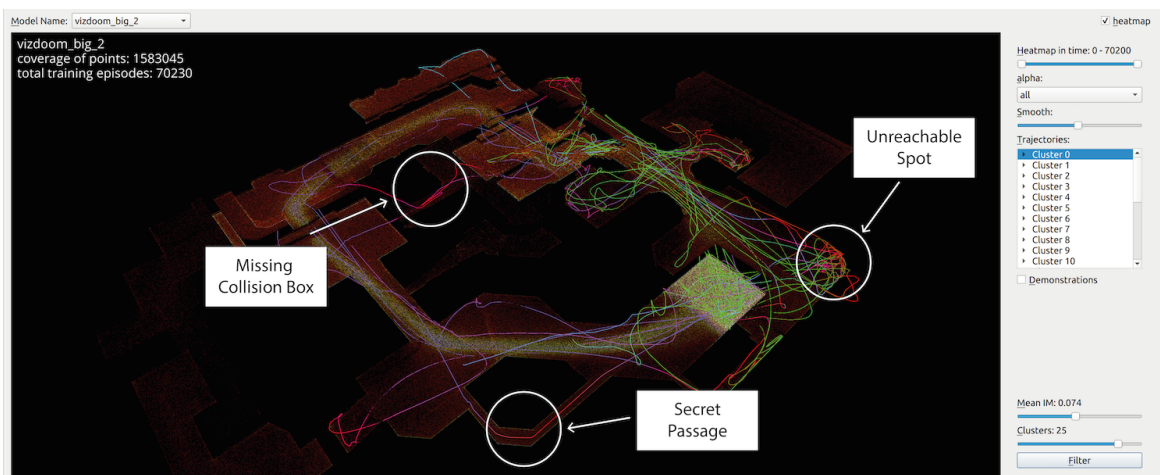 Model Name: vizdoom_big_2
heatmap
vizdoom_big_2
coverage of points: 1583045
total training episodes: 70230
Unreachable
Spot
Missing
Collision Box
Secret
Passage
Heatmap in time: 0 - 70200
alpha:
all
Smooth:
Trajectories:
Cluster 0
Cluster 1
Cluster 2
Cluster 3
Cluster 4
Cluster 5
Cluster 6
Cluster 7
Cluster 8
Cluster 9
Cluster 10
Demonstrations
Mean IM: 0.074
Clusters: 25
Filter